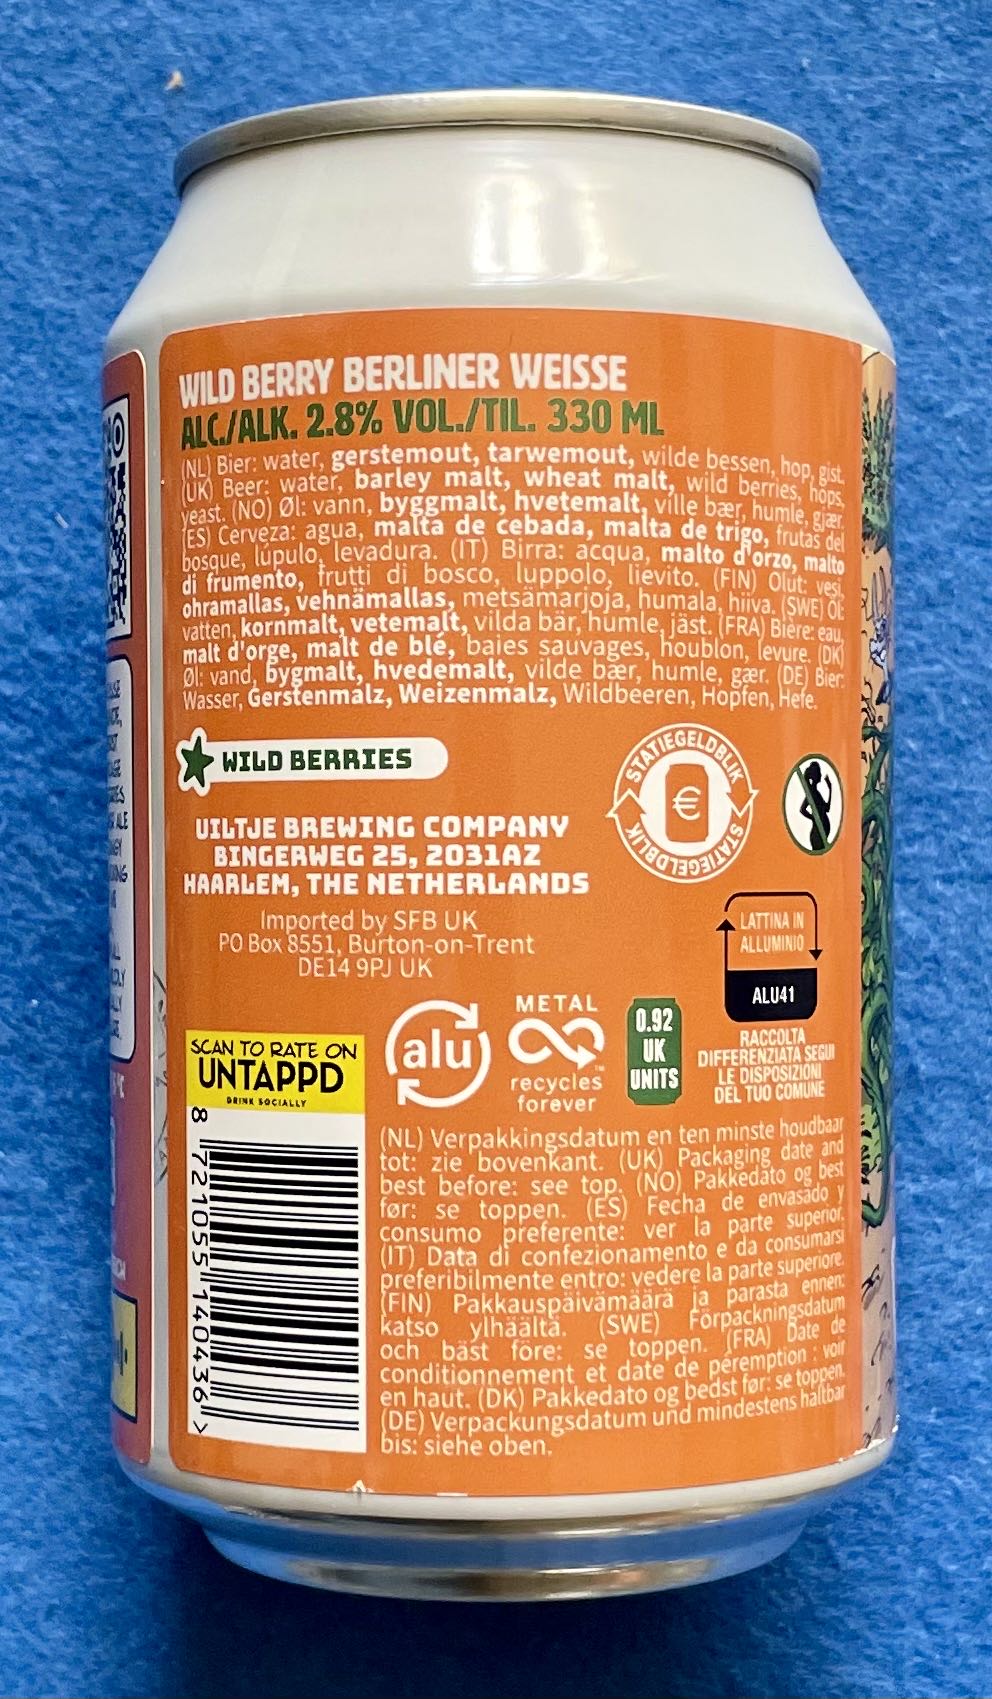 WILD BERRY BERLINER WEISSE
ALC./ALK. 2.8% VOL./TIL. 330 ML
(NL) Bier: water, gerstemout, tarwemout, wilde bessen, hop, gist.
(UK) Beer: water, barley malt, wheat malt, wild berries, hops,
yeast. (NO) Øl: vann, byggmalt, hvetemalt, ville bær, humle, gjær.
(ES) Cerveza: agua, malta de cebada, malta de trigo, frutas del
bosque, lúpulo, levadura. (IT) Birra: acqua, malto d'orzo, malto
di frumento, frutti di bosco, luppolo, lievito. (FIN) Olut: vesi,
ohramallas, vehnämallas, metsämarjoja, humala, hiiva. (SWE) Öl:
vatten, kornmalt, vetemalt, vilda bär, humle, jäst. (FRA) Bière: eau,
malt d'orge, malt de blé, baies sauvages, houblon, levure. (DK)
Øl: vand, bygmalt, hvedemalt, vilde bær, humle, gær. (DE) Bier:
Wasser, Gerstenmalz, Weizenmalz, Wildbeeren, Hopfen, Hefe.
WILD BERRIES
STATIEGELDBLIK
€
STATIEGELDBLIK
UILTJE BREWING COMPANY
BINGERWEG 25, 2031AZ
HAARLEM, THE NETHERLANDS
Imported by SFB UK
PO Box 8551, Burton-on-Trent
DE14 9PJ UK
LATTINA IN
ALLUMINIO
ALU41
RACCOLTA
DIFFERENZIATA SEGUI
LE DISPOSIZIONI
DEL TUO COMUNE
alu
METAL
recycles
forever
™
0.92
UK
UNITS
SCAN TO RATE ON
UNTAPPD
DRINK SOCIALLY
8 721055 140436 >
(NL) Verpakkingsdatum en ten minste houdbaar
tot: zie bovenkant. (UK) Packaging date and
best before: see top. (NO) Pakkedato og best
før: se toppen. (ES) Fecha de envasado y
consumo preferente: ver la parte superior.
(IT) Data di confezionamento e da consumarsi
preferibilmente entro: vedere la parte superiore.
(FIN) Pakkauspäivämäärä ja parasta ennen:
katso ylhäältä. (SWE) Förpackningsdatum
och bäst före: se toppen. (FRA) Date de
conditionnement et date de péremption : voir
en haut. (DK) Pakkedato og bedst før: se toppen.
(DE) Verpackungsdatum und mindestens haltbar
bis: siehe oben.